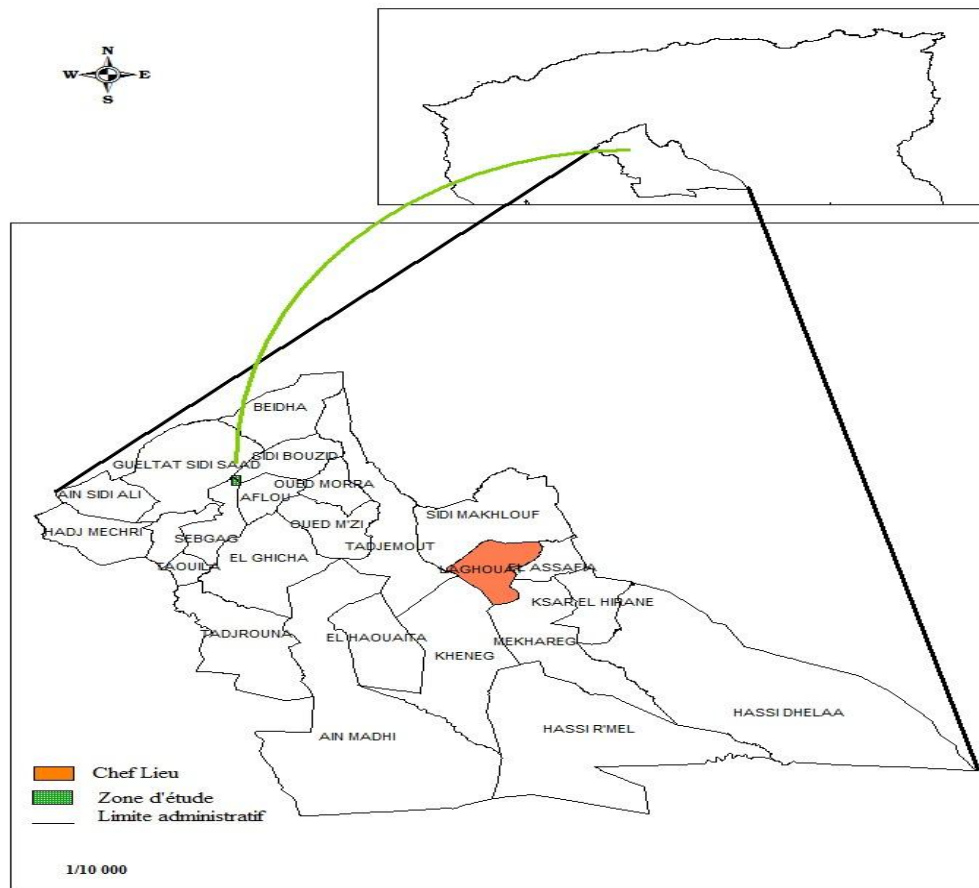 N
W E
S
BEIDHA
SIDI BOUZID
GUELTAT SIDI SAAD
OUED MORRA
AIN SIDI ALI
AFLOU
SIDI MAKHLOUF
OUED M'ZI
HADJ MECHRI
SEBGAG
TADJEMOUT
EL GHICHA
TAOUILA
LAGHOUAT
EL ASSAFIA
KSAR EL HIRANE
TADJROUNA
EL HAOUAITA
MEKHAREG
KHENEG
HASSI DHELAA
HASSI R'MEL
AIN MADHI
Chef Lieu
Zone d'étude
Limite administratif
1/10 000